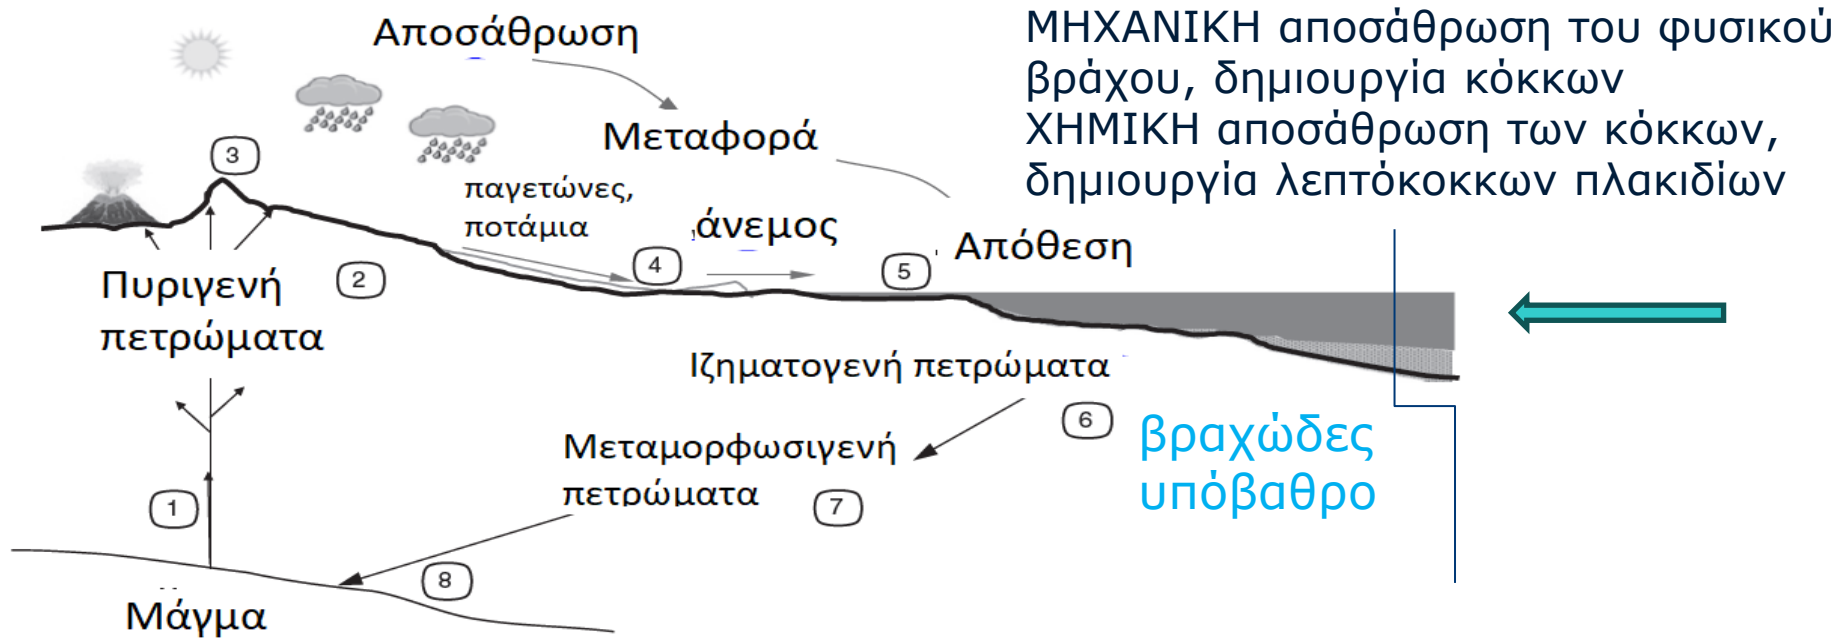 Αποσάθρωση
ΜΗΧΑΝΙΚΗ αποσάθρωση του φυσικού
βράχου, δημιουργία κόκκων
ΧΗΜΙΚΗ αποσάθρωση των κόκκων,
δημιουργία λεπτόκοκκων πλακιδίων
Μεταφορά
3
παγετώνες,
ποτάμια
άνεμος
Απόθεση
4
5
2
Πυριγενή
πετρώματα
Ιζηματογενή πετρώματα
6
βραχώδες
υπόβαθρο
Μεταμορφωσιγενή
πετρώματα
7
1
8
Μάγμα